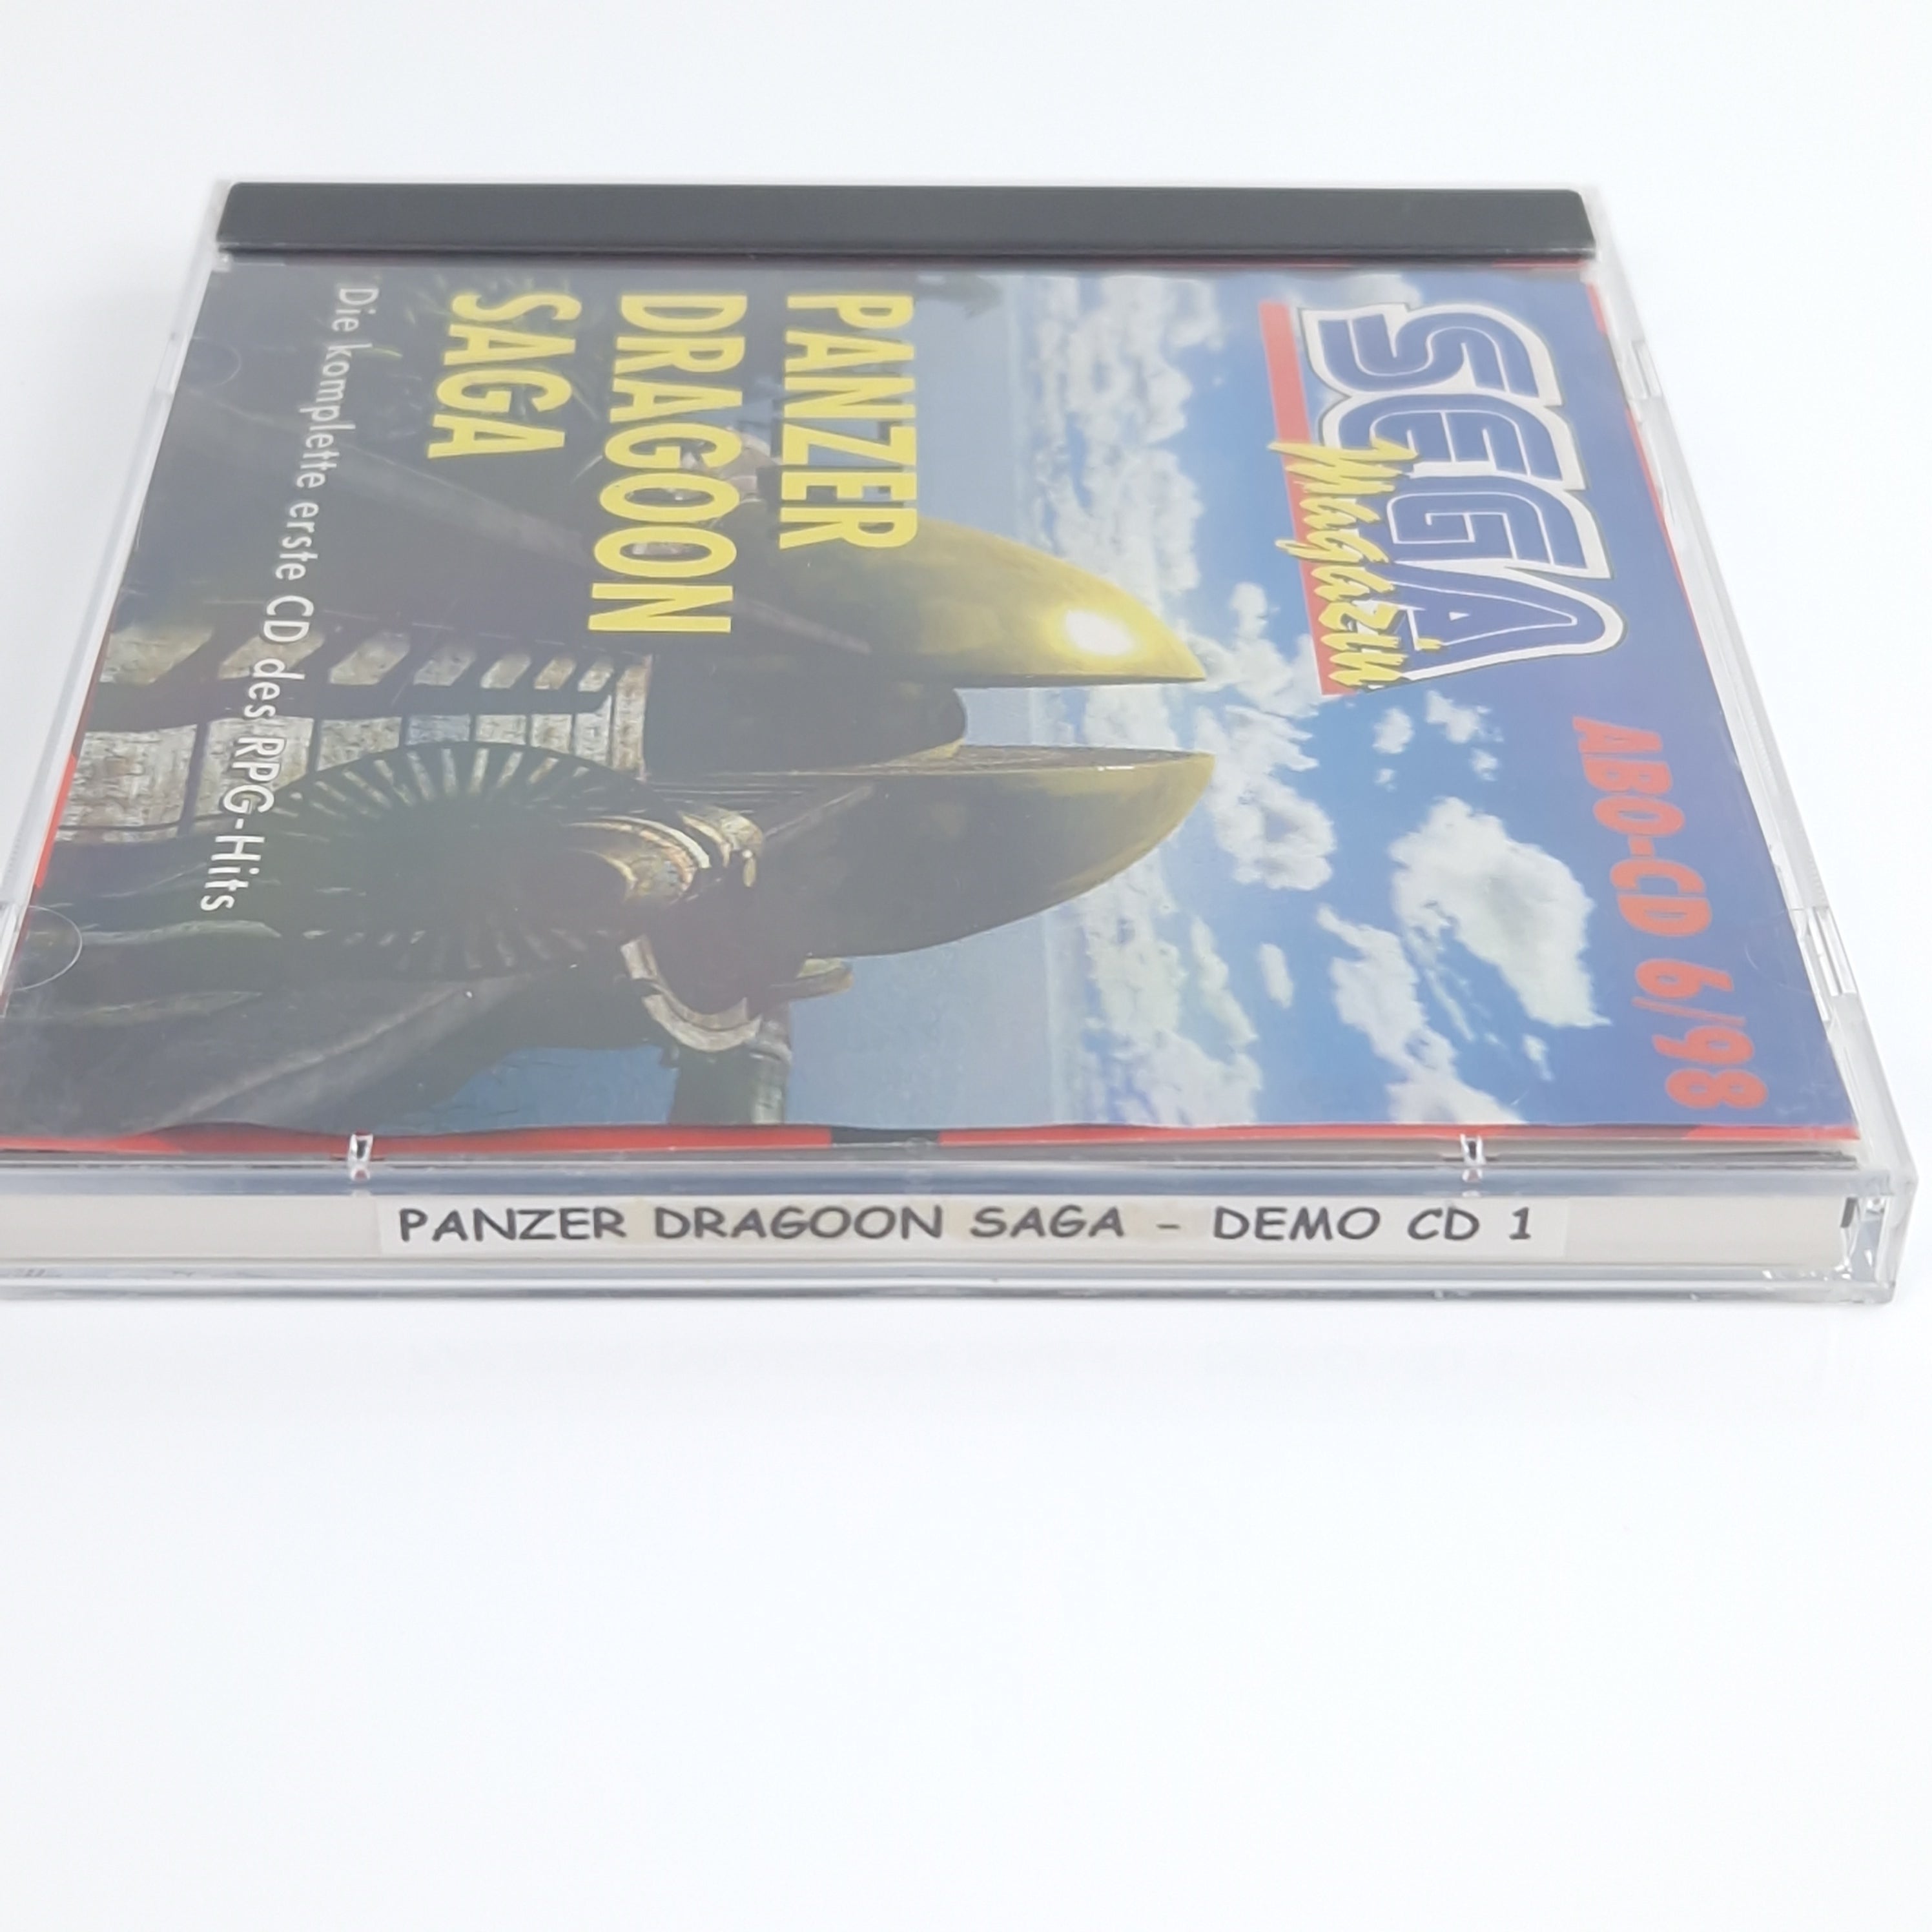 SEGA
Magazin
ABO-CD 6/98
PANZER
DRAGOON
SAGA
Die komplette erste CD des RPG-Hits
PANZER DRAGOON SAGA - DEMO CD 1